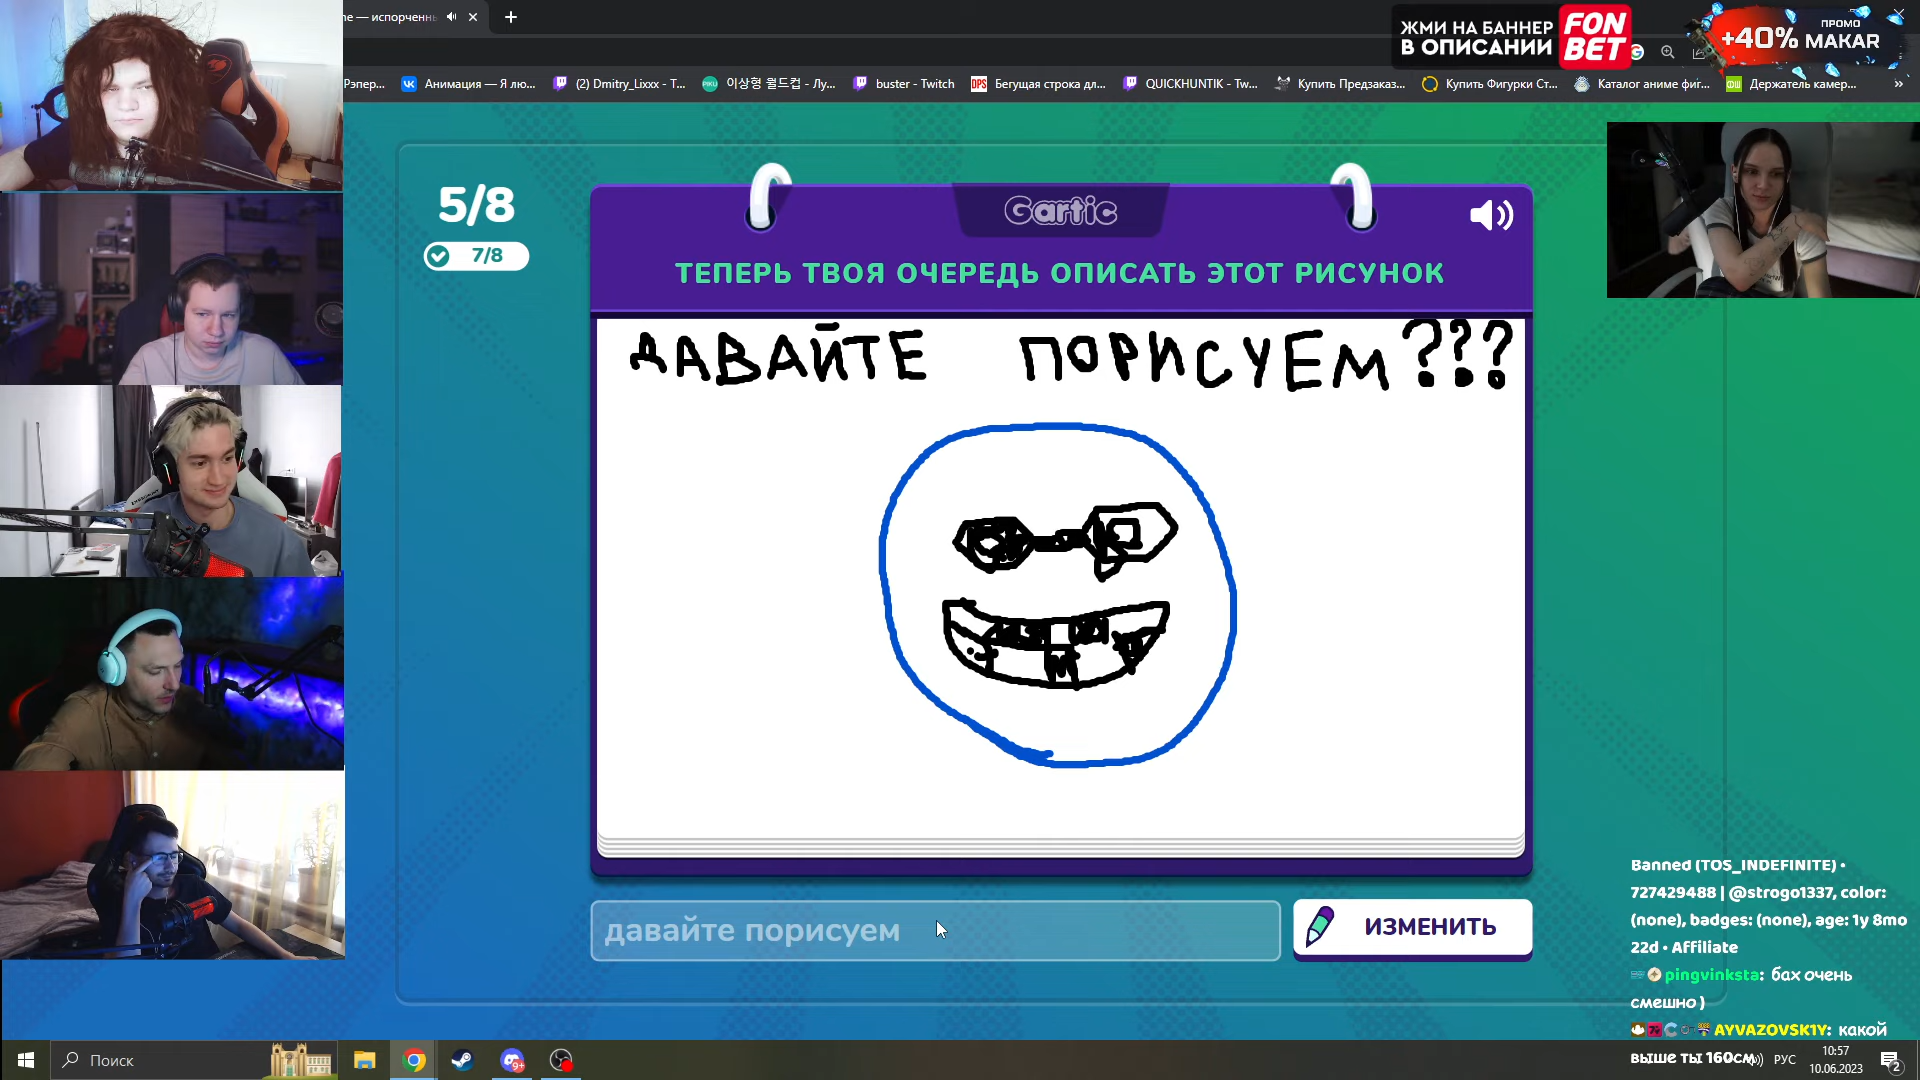 не — испорченны
ЖМИ НА БАННЕР
В ОПИСАНИИ
FON
BET
ПРОМО
+40% MAKAR
Рэпер...
Анимация — Я лю...
(2) Dmitry_Lixxx - T...
이상형 월드컵 - Лу...
buster - Twitch
Бегущая строка дл...
QUICKHUNTIK - Tw...
Купить Предзаказ...
Купить Фигурки Ст...
Каталог аниме фиг...
Держатель камер...
5/8
7/8
Gartic
ТЕПЕРЬ ТВОЯ ОЧЕРЕДЬ ОПИСАТЬ ЭТОТ РИСУНОК
ДАВАЙТЕ ПОРИСУЕМ???
давайте порисуем
ИЗМЕНИТЬ
Banned (TOS_INDEFINITE) •
727429488 | @strogo1337, color:
(none), badges: (none), age: 1y 8mo
22d • Affiliate
pingvinksta: бах очень
смешно )
AYVAZOVSK1Y: какой
выше ты 160см
Поиск
РУС
10:57
10.06.2023